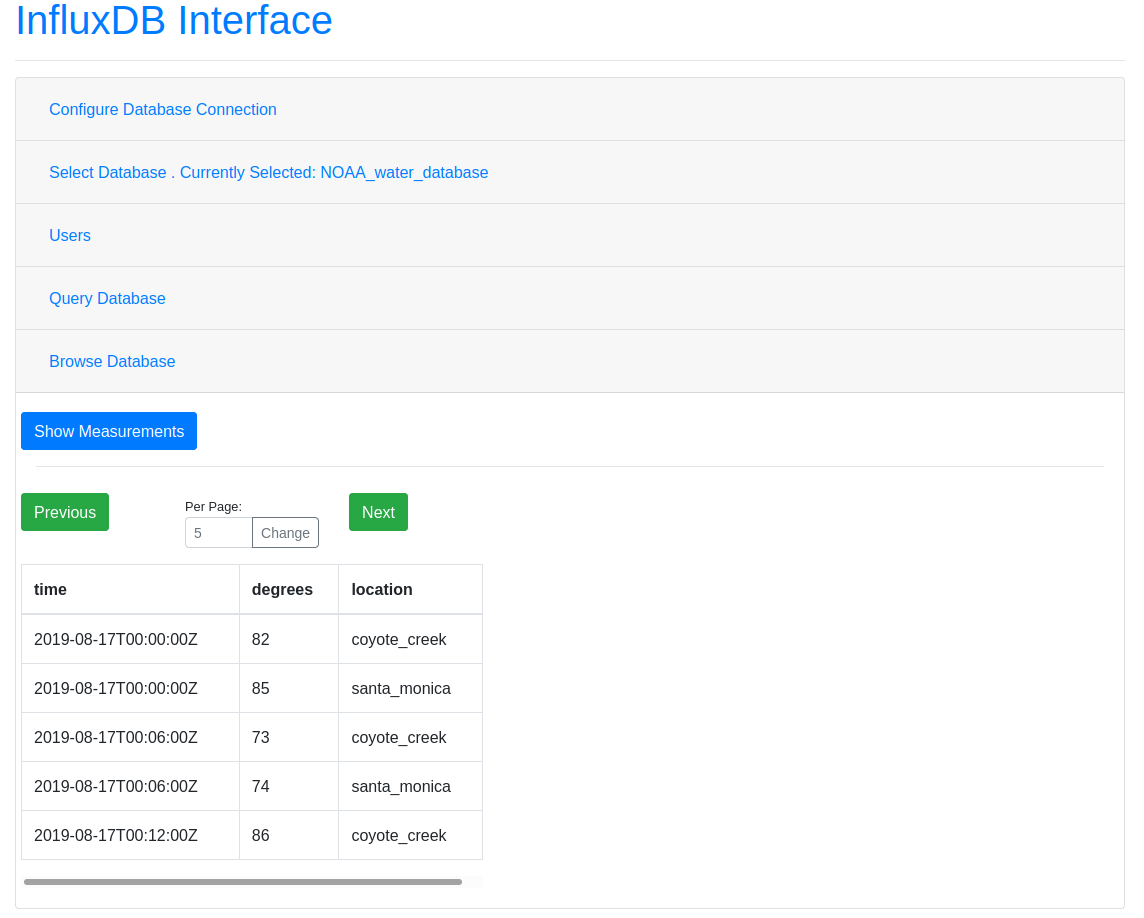 InfluxDB Interface
Configure Database Connection
Select Database . Currently Selected: NOAA_water_database
Users
Query Database
Browse Database
Show Measurements
Previous
Per Page:
5 Change
Next
time degrees location
2019-08-17T00:00:00Z 82 coyote_creek
2019-08-17T00:00:00Z 85 santa_monica
2019-08-17T00:06:00Z 73 coyote_creek
2019-08-17T00:06:00Z 74 santa_monica
2019-08-17T00:12:00Z 86 coyote_creek